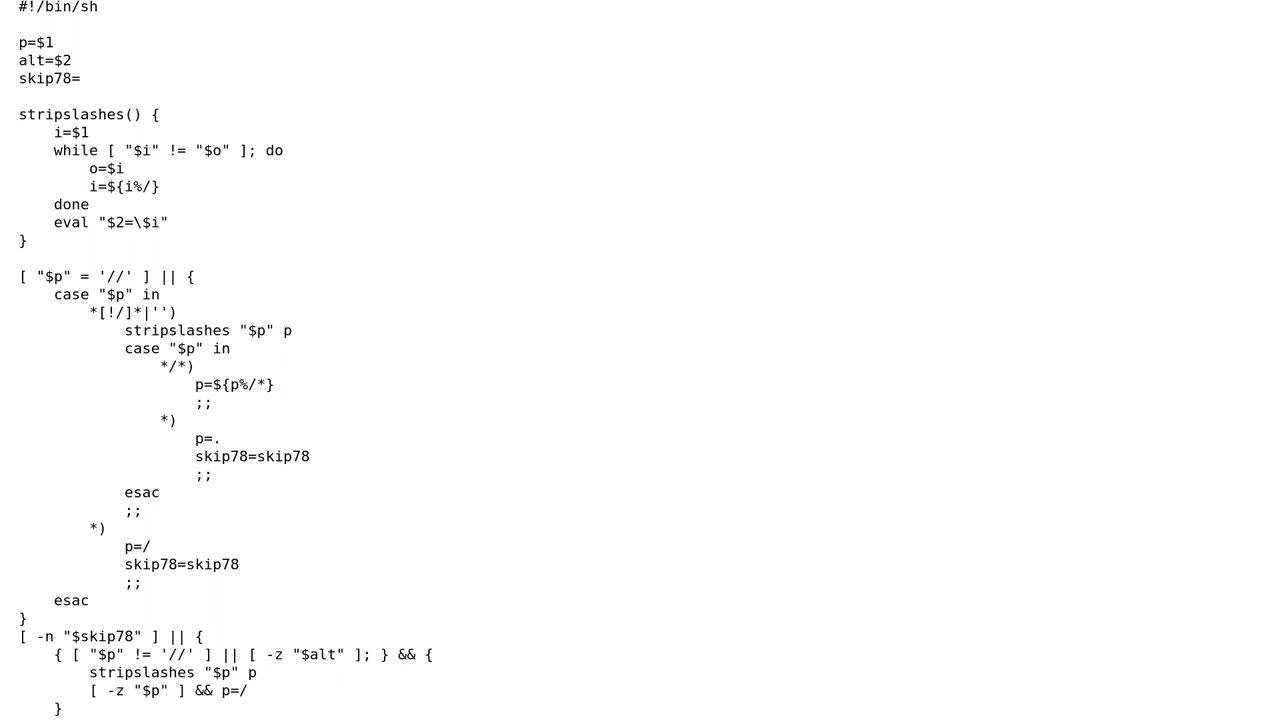 #!/bin/sh

p=$1
alt=$2
skip78=

stripslashes() {
    i=$1
    while [ "$i" != "$o" ]; do
        o=$i
        i=${i%/}
    done
    eval "$2=\$i"
}

[ "$p" = '//' ] || {
    case "$p" in
        *[!/]*|'')
            stripslashes "$p" p
            case "$p" in
                */*)
                    p=${p%/*}
                    ;;
                *)
                    p=.
                    skip78=skip78
                    ;;
            esac
            ;;
        *)
            p=/
            skip78=skip78
            ;;
    esac
}
[ -n "$skip78" ] || {
    { [ "$p" != '//' ] || [ -z "$alt" ]; } && {
        stripslashes "$p" p
        [ -z "$p" ] && p=/
    }